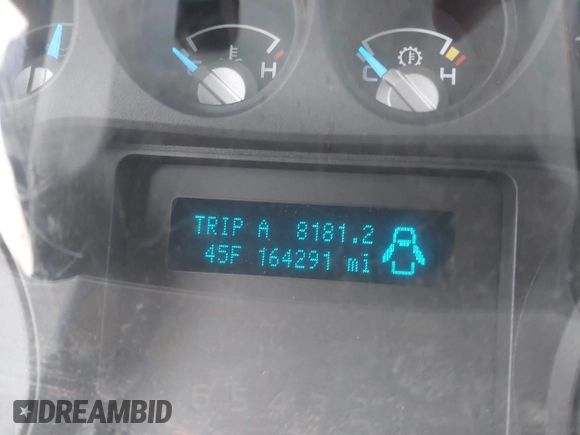 H
C H
TRIP A 8181.2
45F 164291 mi
DREAMBID